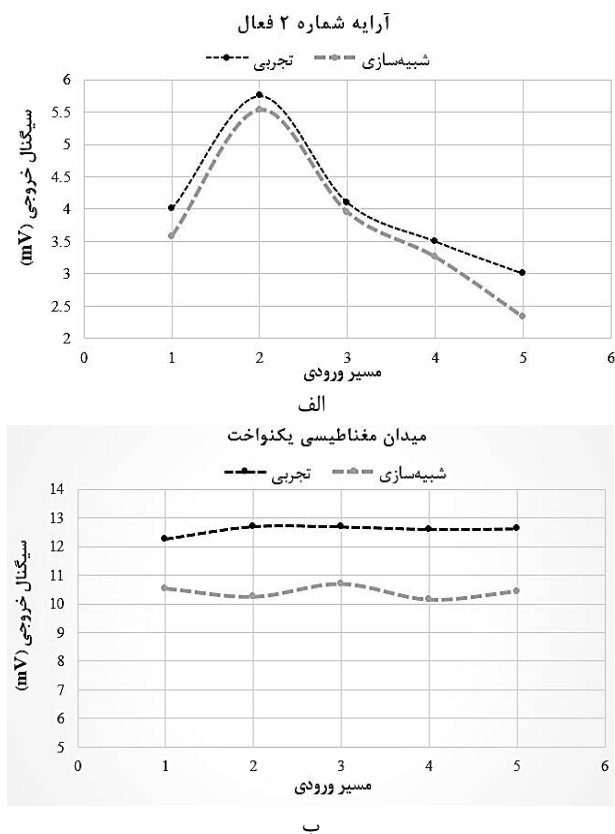 آرایه شماره ۲ فعال
تجربی شبیه‌سازی
سیگنال خروجی (mV)
6
5.5
5
4.5
4
3.5
3
2.5
2
0 1 2 3 4 5 6
مسیر ورودی
الف
میدان مغناطیسی یکنواخت
تجربی شبیه‌سازی
سیگنال خروجی (mV)
14
13
12
11
10
9
8
7
6
5
0 1 2 3 4 5 6
مسیر ورودی
ب